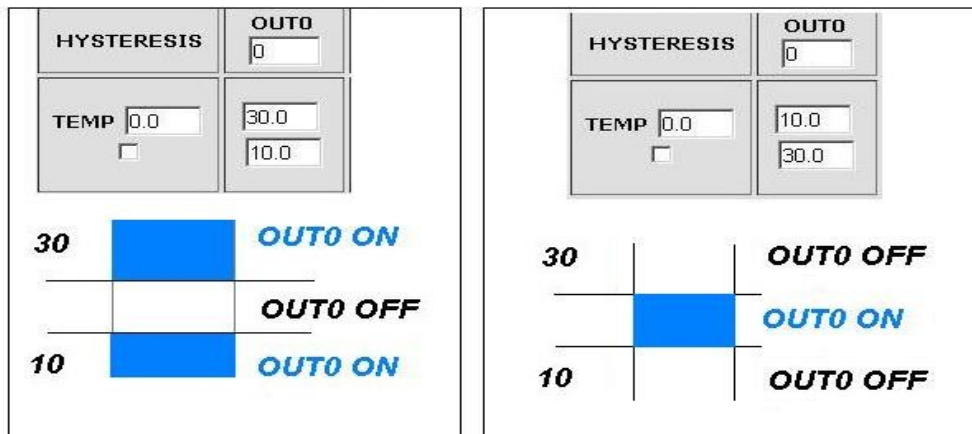 HYSTERESIS
OUT0
0
TEMP 0.0
30.0
10.0
30
OUT0 ON
OUT0 OFF
10
OUT0 ON
HYSTERESIS
OUT0
0
TEMP 0.0
10.0
30.0
30
OUT0 OFF
OUT0 ON
10
OUT0 OFF